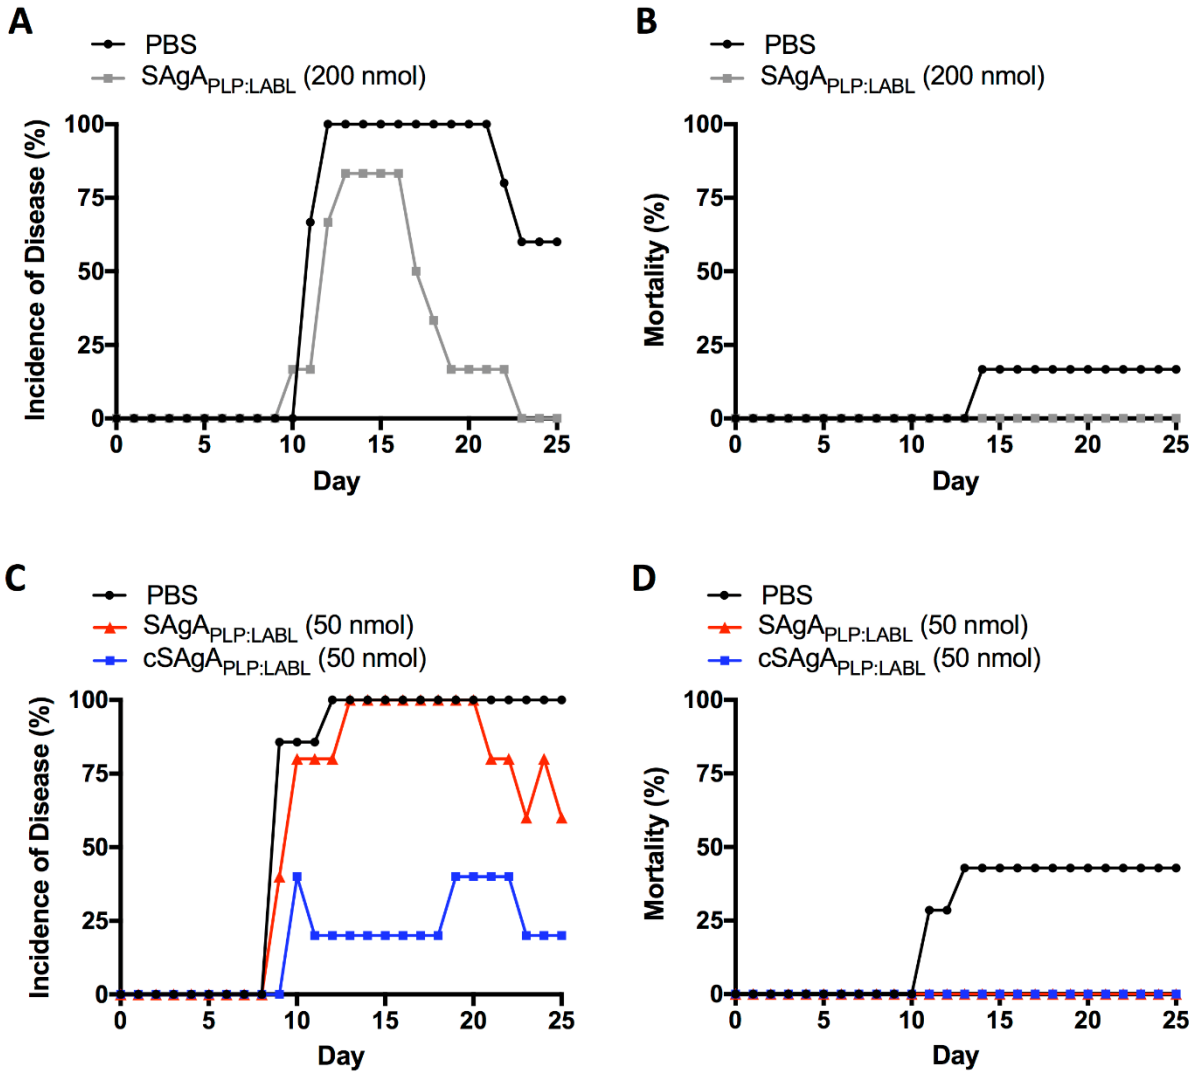 A
PBS
SAgAPLP:LABL (200 nmol)
Incidence of Disease (%)
100
75
50
25
0
0 5 10 15 20 25
Day
B
PBS
SAgAPLP:LABL (200 nmol)
Mortality (%)
100
75
50
25
0
0 5 10 15 20 25
Day
C
PBS
SAgAPLP:LABL (50 nmol)
cSAgAPLP:LABL (50 nmol)
Incidence of Disease (%)
100
75
50
25
0
0 5 10 15 20 25
Day
D
PBS
SAgAPLP:LABL (50 nmol)
cSAgAPLP:LABL (50 nmol)
Mortality (%)
100
75
50
25
0
0 5 10 15 20 25
Day